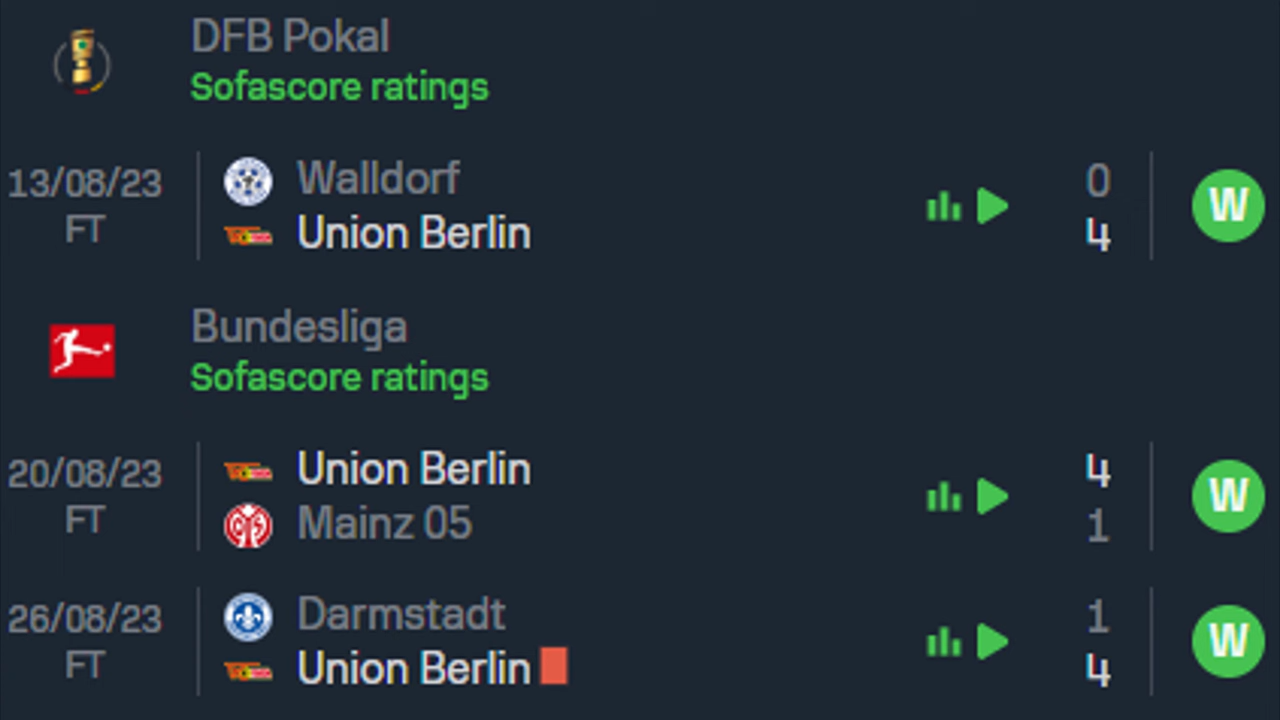 DFB Pokal
Sofascore ratings
13/08/23
FT
Walldorf
Union Berlin
0
4
W
Bundesliga
Sofascore ratings
20/08/23
FT
Union Berlin
Mainz 05
4
1
W
26/08/23
FT
Darmstadt
Union Berlin
1
4
W